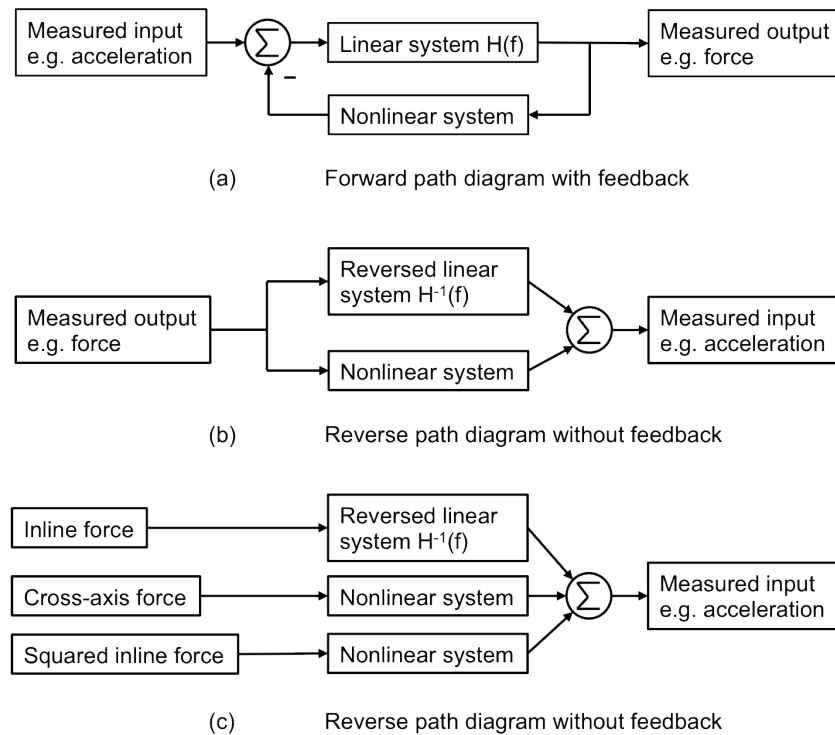 Measured input
e.g. acceleration
Σ
Linear system H(f)
Measured output
e.g. force
–
Nonlinear system
(a) Forward path diagram with feedback
Reversed linear
system H⁻¹(f)
Measured output
e.g. force
Σ
Measured input
e.g. acceleration
Nonlinear system
(b) Reverse path diagram without feedback
Inline force
Reversed linear
system H⁻¹(f)
Cross-axis force
Nonlinear system
Σ
Measured input
e.g. acceleration
Squared inline force
Nonlinear system
(c) Reverse path diagram without feedback